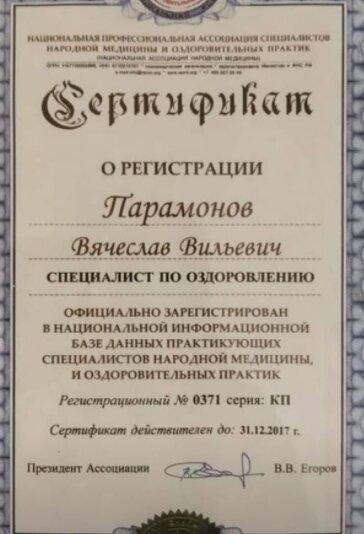 НАЦИОНАЛЬНАЯ ПРОФЕССИОНАЛЬНАЯ АССОЦИАЦИЯ СПЕЦИАЛИСТОВ
НАРОДНОЙ МЕДИЦИНЫ И ОЗДОРОВИТЕЛЬНЫХ ПРАКТИК
(НАЦИОНАЛЬНАЯ АССОЦИАЦИЯ НАРОДНОЙ МЕДИЦИНЫ)
Сертификат
О РЕГИСТРАЦИИ
Парамонов
Вячеслав Вильевич
СПЕЦИАЛИСТ ПО ОЗДОРОВЛЕНИЮ
ОФИЦИАЛЬНО ЗАРЕГИСТРИРОВАН
В НАЦИОНАЛЬНОЙ ИНФОРМАЦИОННОЙ
БАЗЕ ДАННЫХ ПРАКТИКУЮЩИХ
СПЕЦИАЛИСТОВ НАРОДНОЙ МЕДИЦИНЫ,
И ОЗДОРОВИТЕЛЬНЫХ ПРАКТИК
Регистрационный № 0371 серия: КП
Сертификат действителен до: 31.12.2017 г.
Президент Ассоциации В.В. Егоров